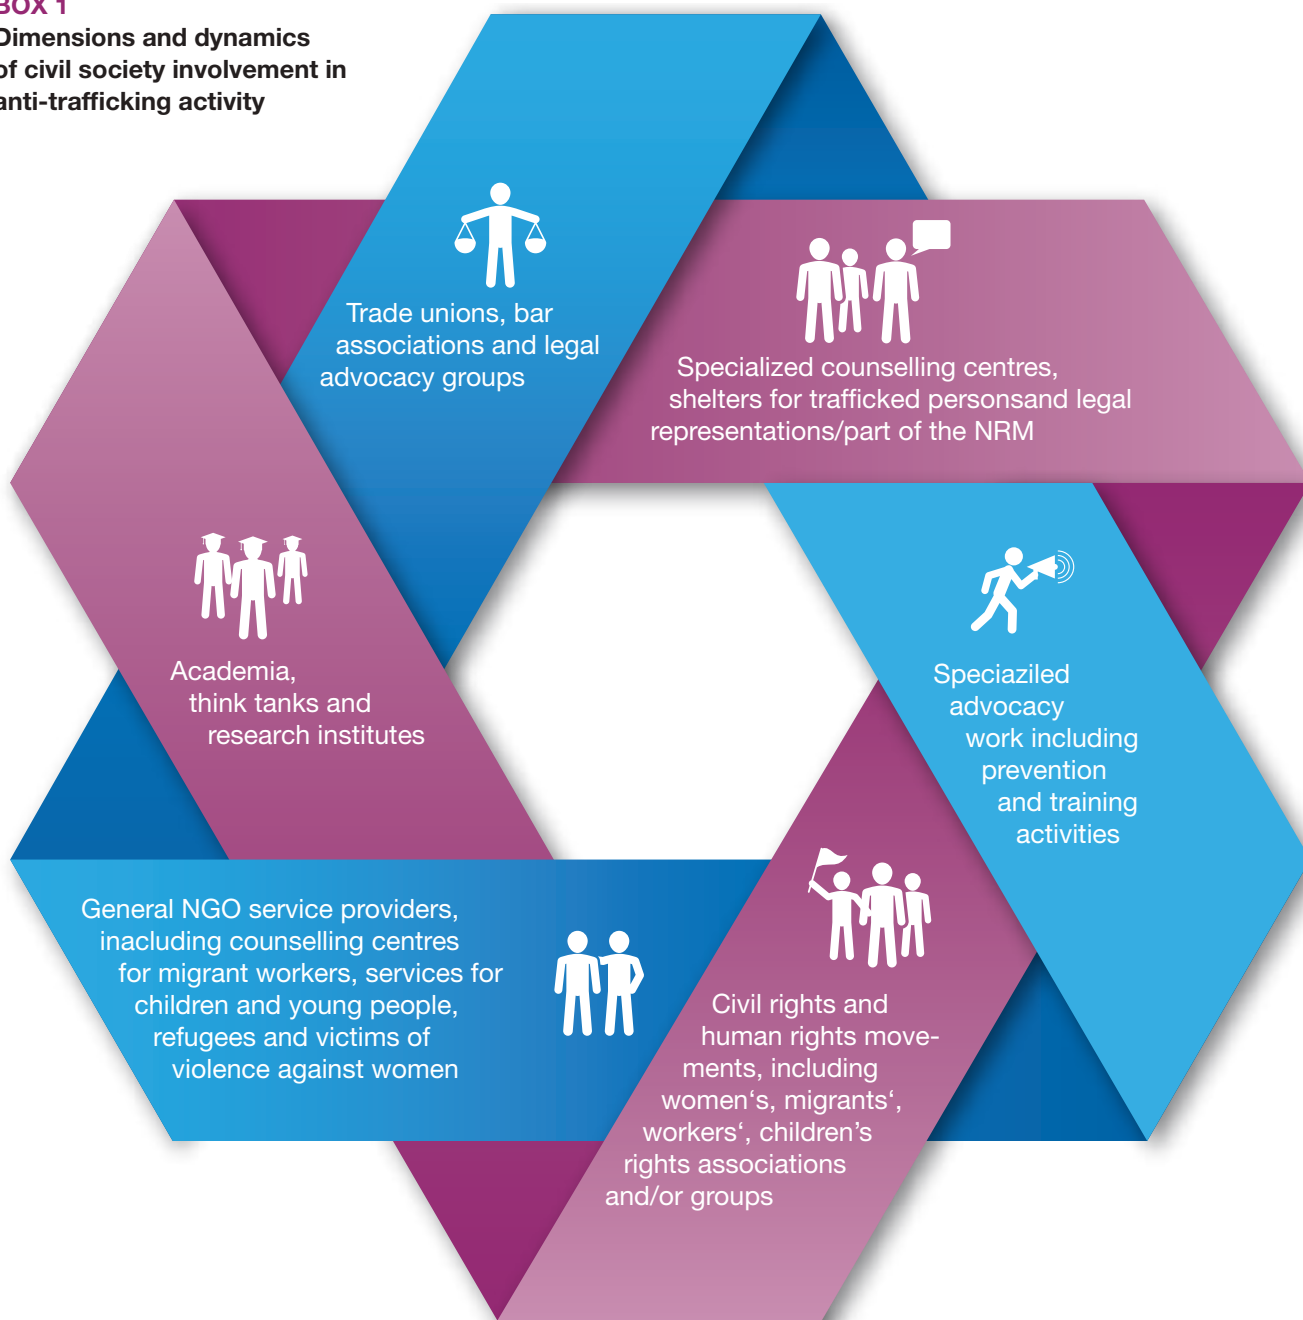 BOX 1
Dimensions and dynamics
of civil society involvement in
anti-trafficking activity
Trade unions, bar
associations and legal
advocacy groups
Specialized counselling centres,
shelters for trafficked personsand legal
representations/part of the NRM
Academia,
think tanks and
research institutes
Speciaziled
advocacy
work including
prevention
and training
activities
General NGO service providers,
inacluding counselling centres
for migrant workers, services for
children and young people,
refugees and victims of
violence against women
Civil rights and
human rights move-
ments, including
women‘s, migrants‘,
workers‘, children’s
rights associations
and/or groups